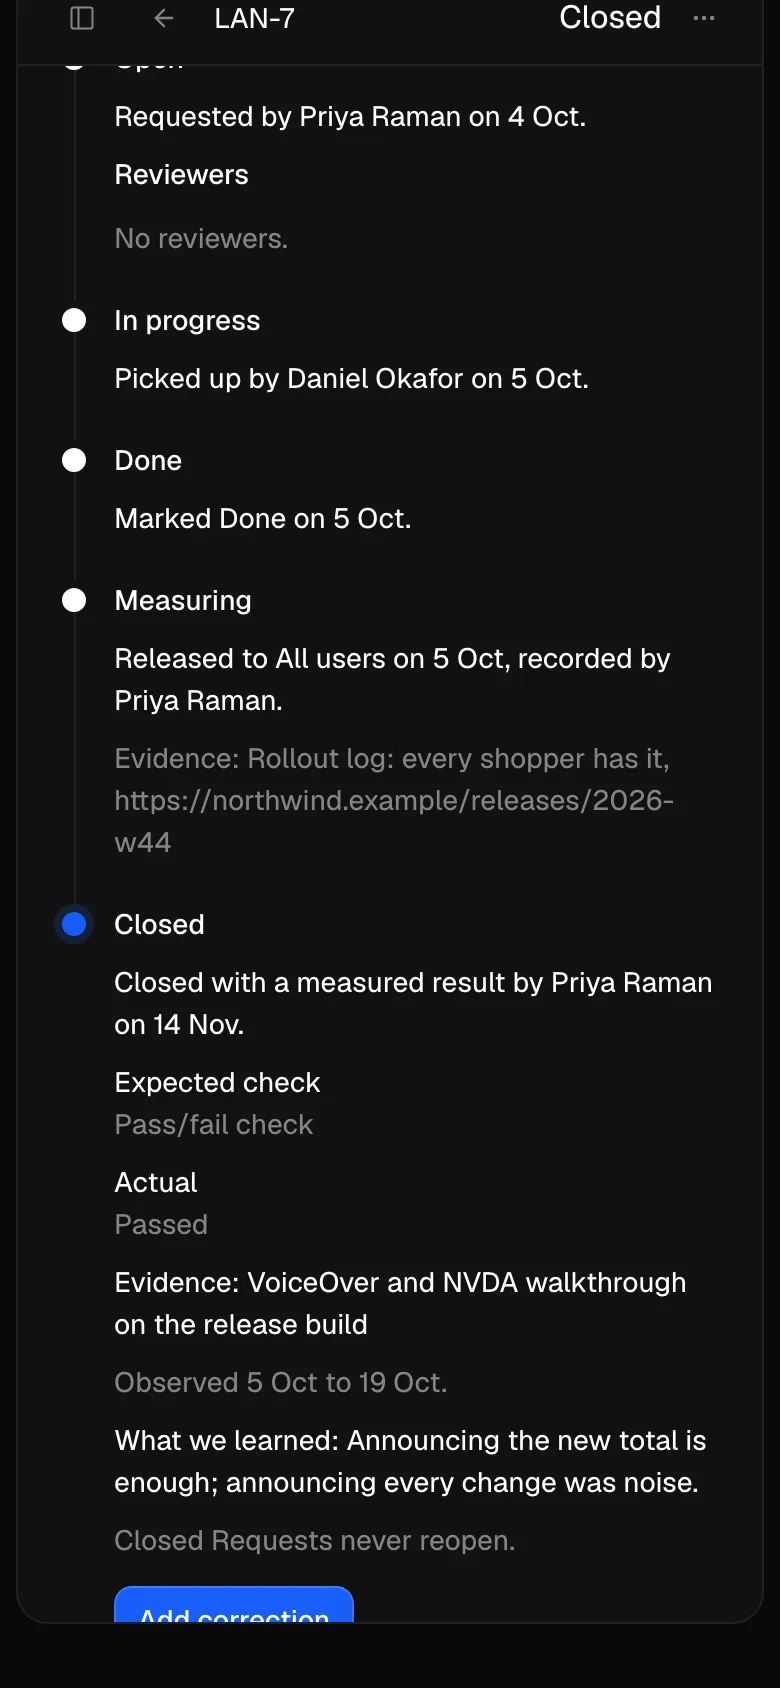 LAN-7
Closed
Open
Requested by Priya Raman on 4 Oct.
Reviewers
No reviewers.
In progress
Picked up by Daniel Okafor on 5 Oct.
Done
Marked Done on 5 Oct.
Measuring
Released to All users on 5 Oct, recorded by
Priya Raman.
Evidence: Rollout log: every shopper has it,
https://northwind.example/releases/2026-
w44
Closed
Closed with a measured result by Priya Raman
on 14 Nov.
Expected check
Pass/fail check
Actual
Passed
Evidence: VoiceOver and NVDA walkthrough
on the release build
Observed 5 Oct to 19 Oct.
What we learned: Announcing the new total is
enough; announcing every change was noise.
Closed Requests never reopen.
Add correction